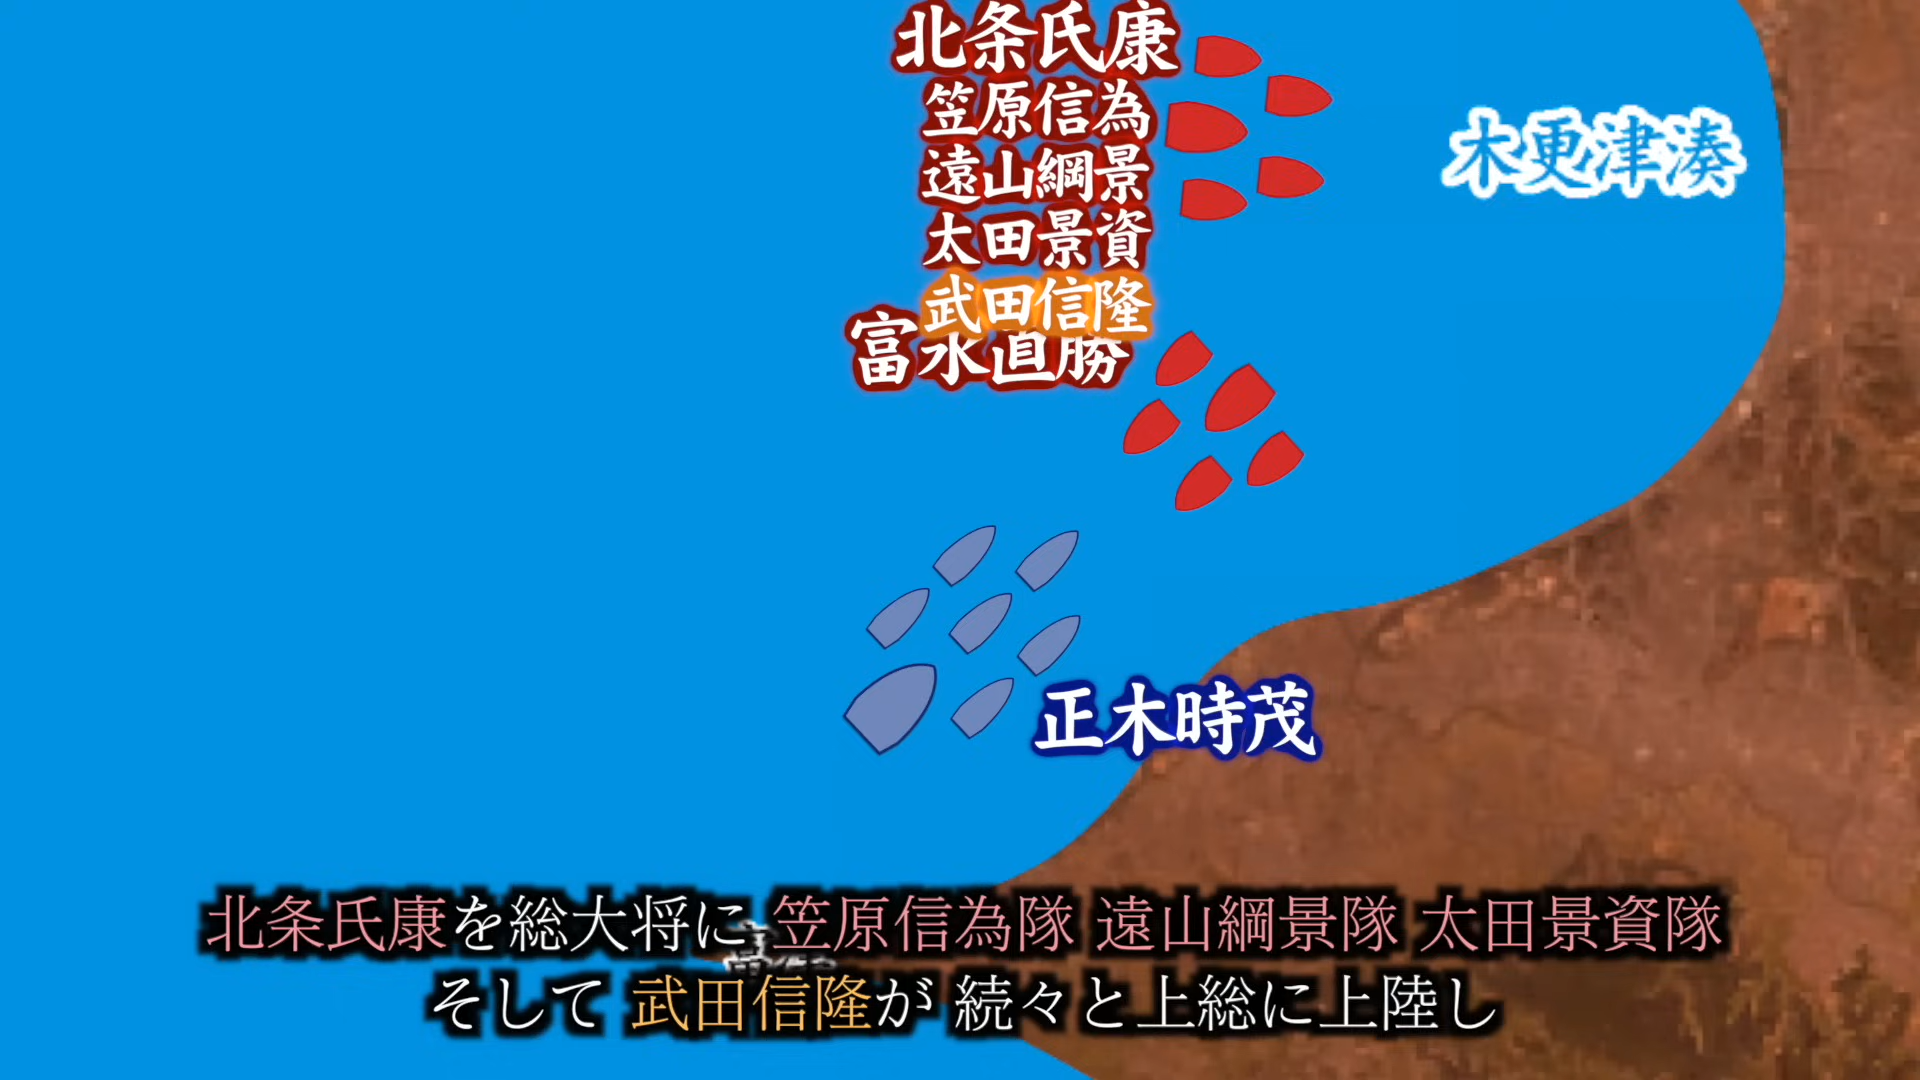 北条氏康
笠原信為
遠山綱景
太田景資
武田信隆
富水直勝
木更津湊
正木時茂
北条氏康を総大将に 笠原信為隊 遠山綱景隊 太田景資隊
そして 武田信隆が 続々と上総に上陸し